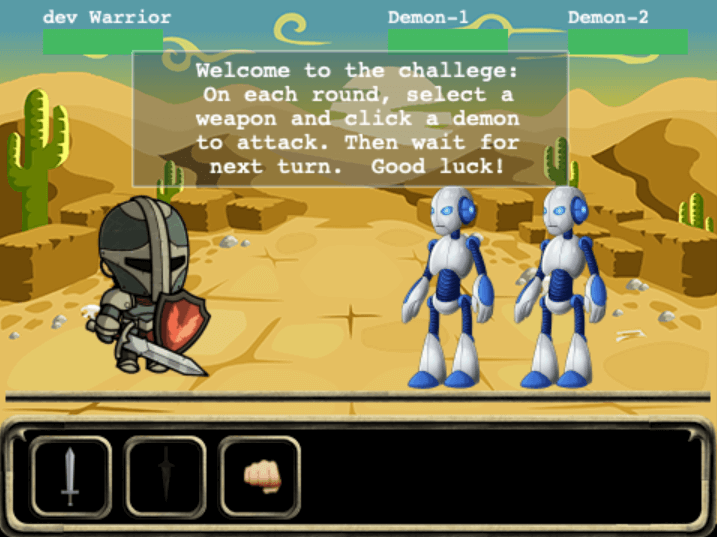 dev Warrior
Demon-1
Demon-2
Welcome to the challege:
On each round, select a
weapon and click a demon
to attack. Then wait for
next turn.  Good luck!